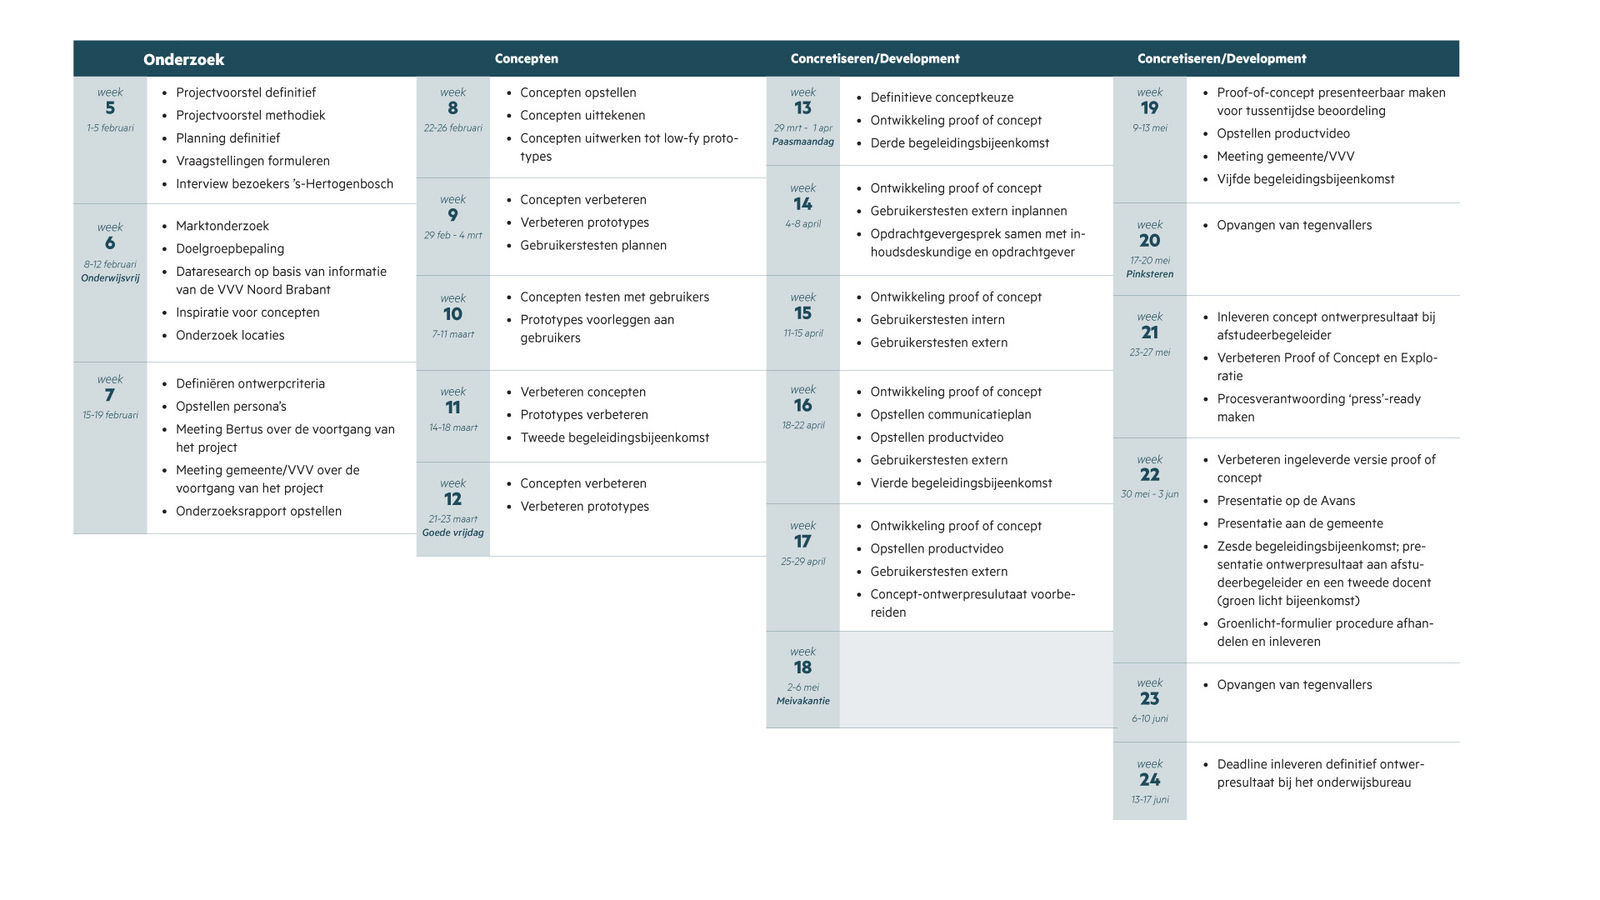 Onderzoek
week
5
1-5 februari
• Projectvoorstel definitief
• Projectvoorstel methodiek
• Planning definitief
• Vraagstellingen formuleren
• Interview bezoekers ’s-Hertogenbosch
week
6
8-12 februari
Onderwijsvrij
• Marktonderzoek
• Doelgroepbepaling
• Dataresearch op basis van informatie
van de VVV Noord Brabant
• Inspiratie voor concepten
• Onderzoek locaties
week
7
15-19 februari
• Definiëren ontwerpcriteria
• Opstellen persona’s
• Meeting Bertus over de voortgang van
het project
• Meeting gemeente/VVV over de
voortgang van het project
• Onderzoeksrapport opstellen
Concepten
week
8
22-26 februari
• Concepten opstellen
• Concepten uittekenen
• Concepten uitwerken tot low-fy proto-
types
week
9
29 feb - 4 mrt
• Concepten verbeteren
• Verbeteren prototypes
• Gebruikerstesten plannen
week
10
7-11 maart
• Concepten testen met gebruikers
• Prototypes voorleggen aan
gebruikers
week
11
14-18 maart
• Verbeteren concepten
• Prototypes verbeteren
• Tweede begeleidingsbijeenkomst
week
12
21-23 maart
Goede vrijdag
• Concepten verbeteren
• Verbeteren prototypes
Concretiseren/Development
week
13
29 mrt - 1 apr
Paasmaandag
• Definitieve conceptkeuze
• Ontwikkeling proof of concept
• Derde begeleidingsbijeenkomst
week
14
4-8 april
• Ontwikkeling proof of concept
• Gebruikerstesten extern inplannen
• Opdrachtgevergesprek samen met in-
houdsdeskundige en opdrachtgever
week
15
11-15 april
• Ontwikkeling proof of concept
• Gebruikerstesten intern
• Gebruikerstesten extern
week
16
18-22 april
• Ontwikkeling proof of concept
• Opstellen communicatieplan
• Opstellen productvideo
• Gebruikerstesten extern
• Vierde begeleidingsbijeenkomst
week
17
25-29 april
• Ontwikkeling proof of concept
• Opstellen productvideo
• Gebruikerstesten extern
• Concept-ontwerpresulutaat voorbe-
reiden
week
18
2-6 mei
Meivakantie
Concretiseren/Development
week
19
9-13 mei
• Proof-of-concept presenteerbaar maken
voor tussentijdse beoordeling
• Opstellen productvideo
• Meeting gemeente/VVV
• Vijfde begeleidingsbijeenkomst
week
20
17-20 mei
Pinksteren
• Opvangen van tegenvallers
week
21
23-27 mei
• Inleveren concept ontwerpresultaat bij
afstudeerbegeleider
• Verbeteren Proof of Concept en Explo-
ratie
• Procesverantwoording ‘press’-ready
maken
week
22
30 mei - 3 jun
• Verbeteren ingeleverde versie proof of
concept
• Presentatie op de Avans
• Presentatie aan de gemeente
• Zesde begeleidingsbijeenkomst; pre-
sentatie ontwerpresultaat aan afstu-
deerbegeleider en een tweede docent
(groen licht bijeenkomst)
• Groenlicht-formulier procedure afhan-
delen en inleveren
week
23
6-10 juni
• Opvangen van tegenvallers
week
24
13-17 juni
• Deadline inleveren definitief ontwer-
presultaat bij het onderwijsbureau